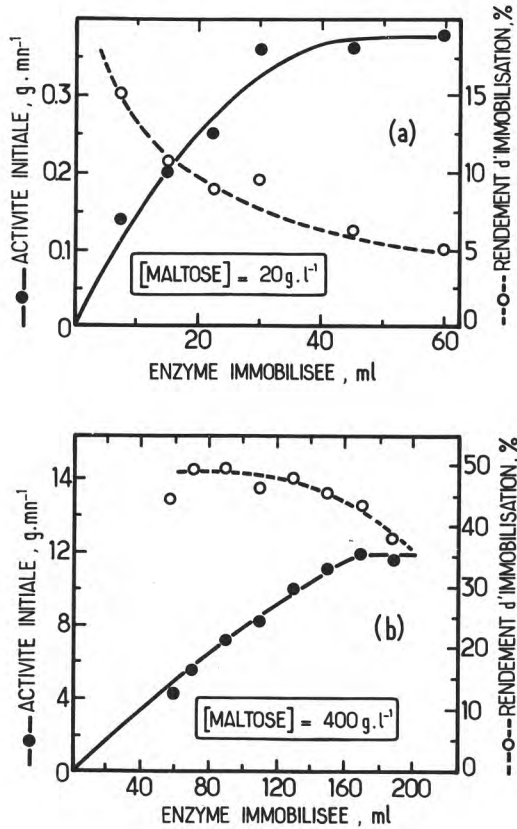 ACTIVITE INITIALE, g.mn⁻¹
0.3
0.2
0.1
0
15
10
5
0
RENDEMENT d'IMMOBILISATION, %
(a)
[MALTOSE] = 20 g.l⁻¹
20 40 60
ENZYME IMMOBILISEE, ml
ACTIVITE INITIALE, g.mn⁻¹
14
12
8
4
0
50
40
30
20
10
0
RENDEMENT d'IMMOBILISATION, %
(b)
[MALTOSE] = 400 g.l⁻¹
40 80 120 160 200
ENZYME IMMOBILISEE, ml